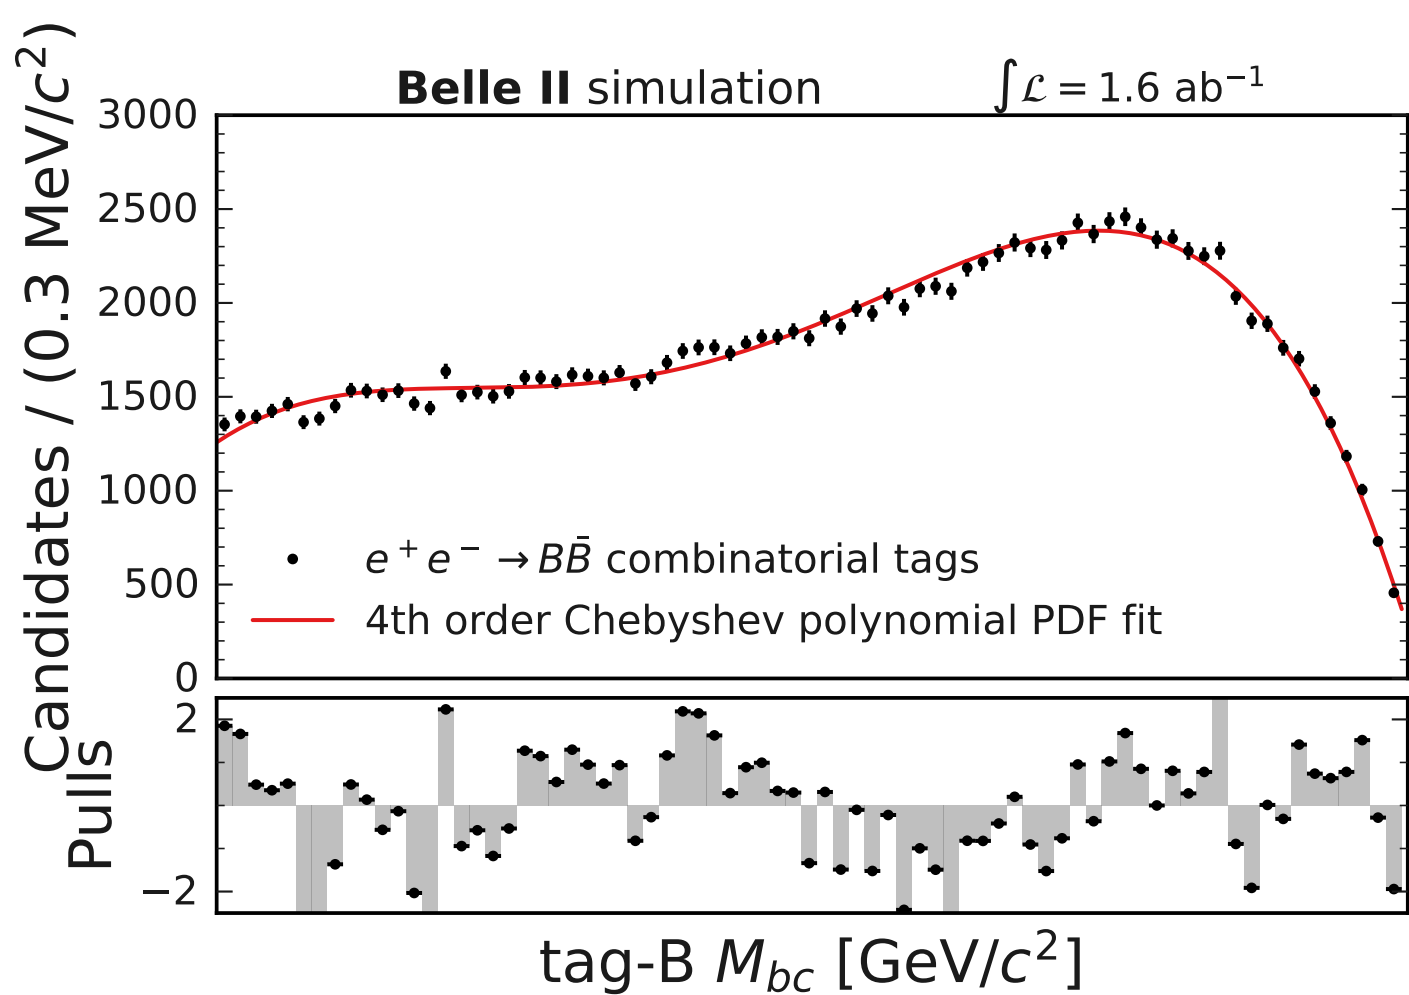 Belle II simulation
∫ℒ = 1.6 ab⁻¹
Candidates / (0.3 MeV/c²)
3000
2500
2000
1500
1000
500
0
e⁺e⁻ → BB̄ combinatorial tags
4th order Chebyshev polynomial PDF fit
Pulls
2
−2
tag-B M_bc [GeV/c²]